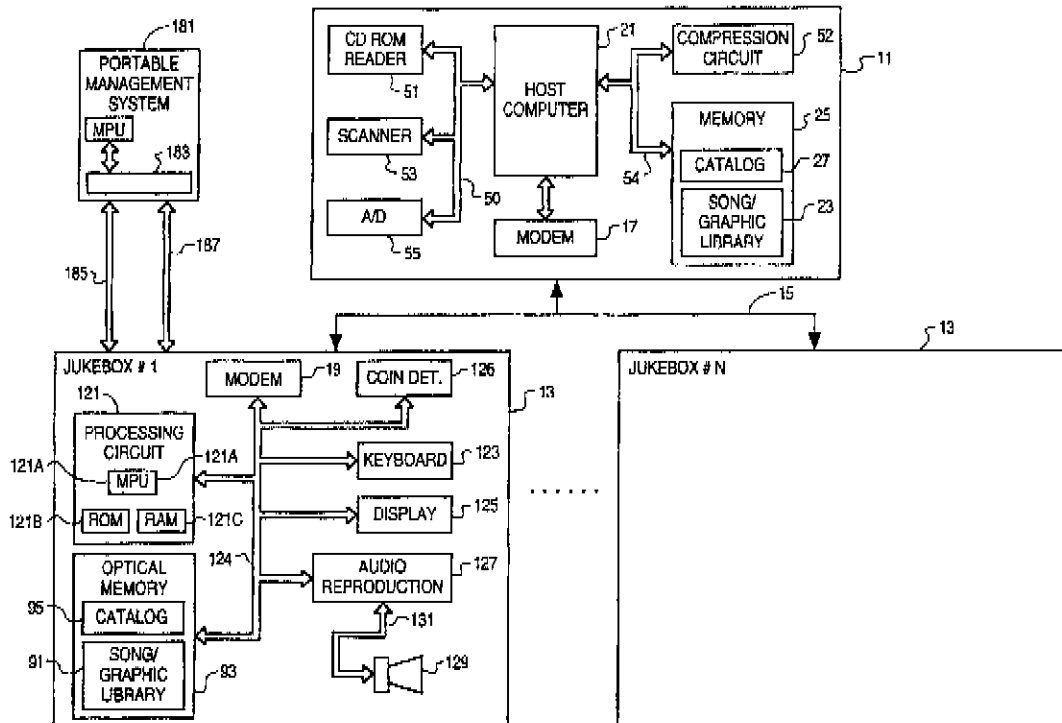 181
PORTABLE
MANAGEMENT
SYSTEM
MPU
183
185
187
CD ROM
READER
51
SCANNER
53
A/D
55
50
21
HOST
COMPUTER
MODEM
17
COMPRESSION
CIRCUIT
52
11
MEMORY
25
CATALOG
27
54
SONG/
GRAPHIC
LIBRARY
23
15
JUKEBOX # 1
13
MODEM
19
COIN DET.
126
121
PROCESSING
CIRCUIT
121A
MPU
121A
121B
ROM
RAM
121C
KEYBOARD
123
DISPLAY
125
124
OPTICAL
MEMORY
95
CATALOG
91
SONG/
GRAPHIC
LIBRARY
93
AUDIO
REPRODUCTION
127
131
129
......
JUKEBOX # N
13